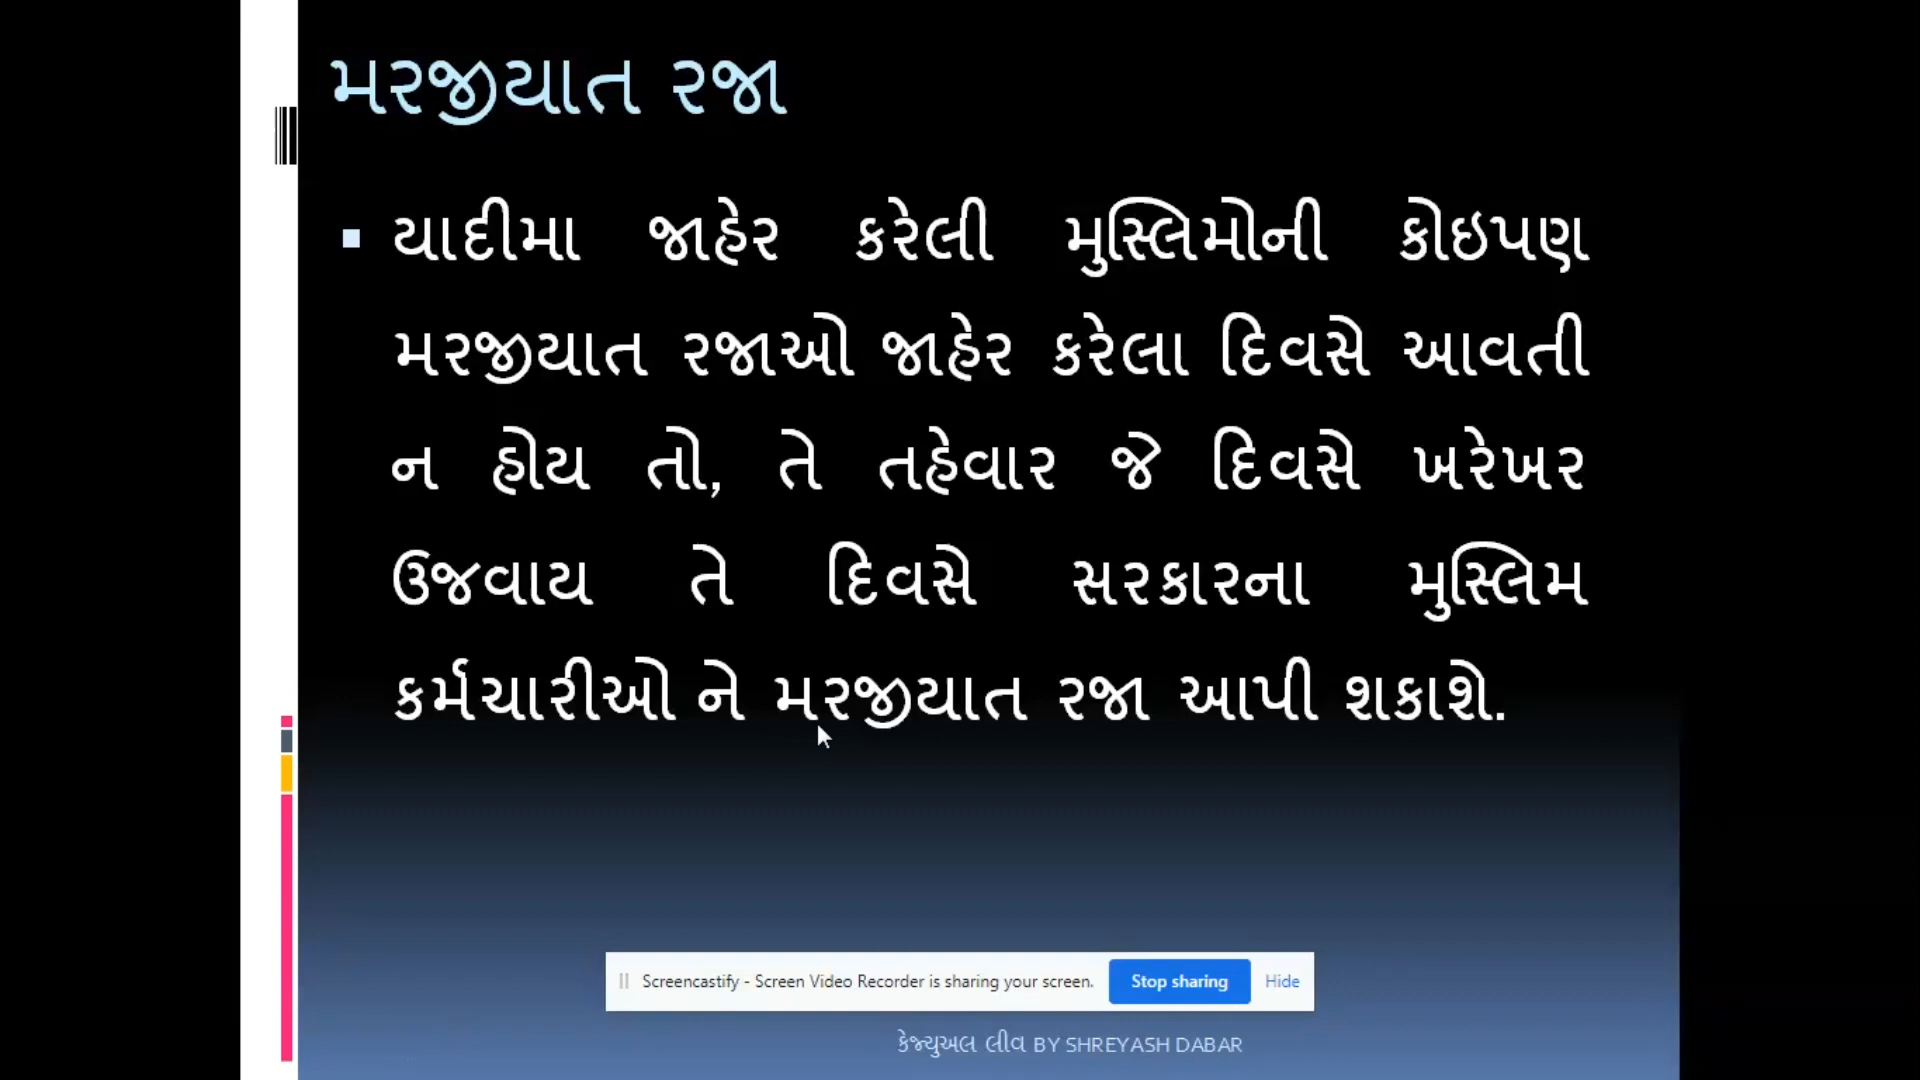 મરજીયાત રજા
યાદીમા જાહેર કરેલી મુસ્લિમોની કોઇપણ
મરજીયાત રજાઓ જાહેર કરેલા દિવસે આવતી
ન હોય તો, તે તહેવાર જે દિવસે ખરેખર
ઉજવાય તે દિવસે સરકારના મુસ્લિમ
કર્મચારીઓ ને મરજીયાત રજા આપી શકાશે.
Screencastify - Screen Video Recorder is sharing your screen. Stop sharing Hide
કેજ્યુઅલ લીવ BY SHREYASH DABAR